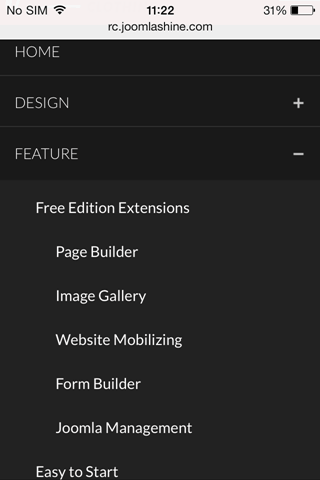 No SIM 11:22 31%
rc.joomlashine.com
HOME
DESIGN +
FEATURE −
Free Edition Extensions
Page Builder
Image Gallery
Website Mobilizing
Form Builder
Joomla Management
Easy to Start